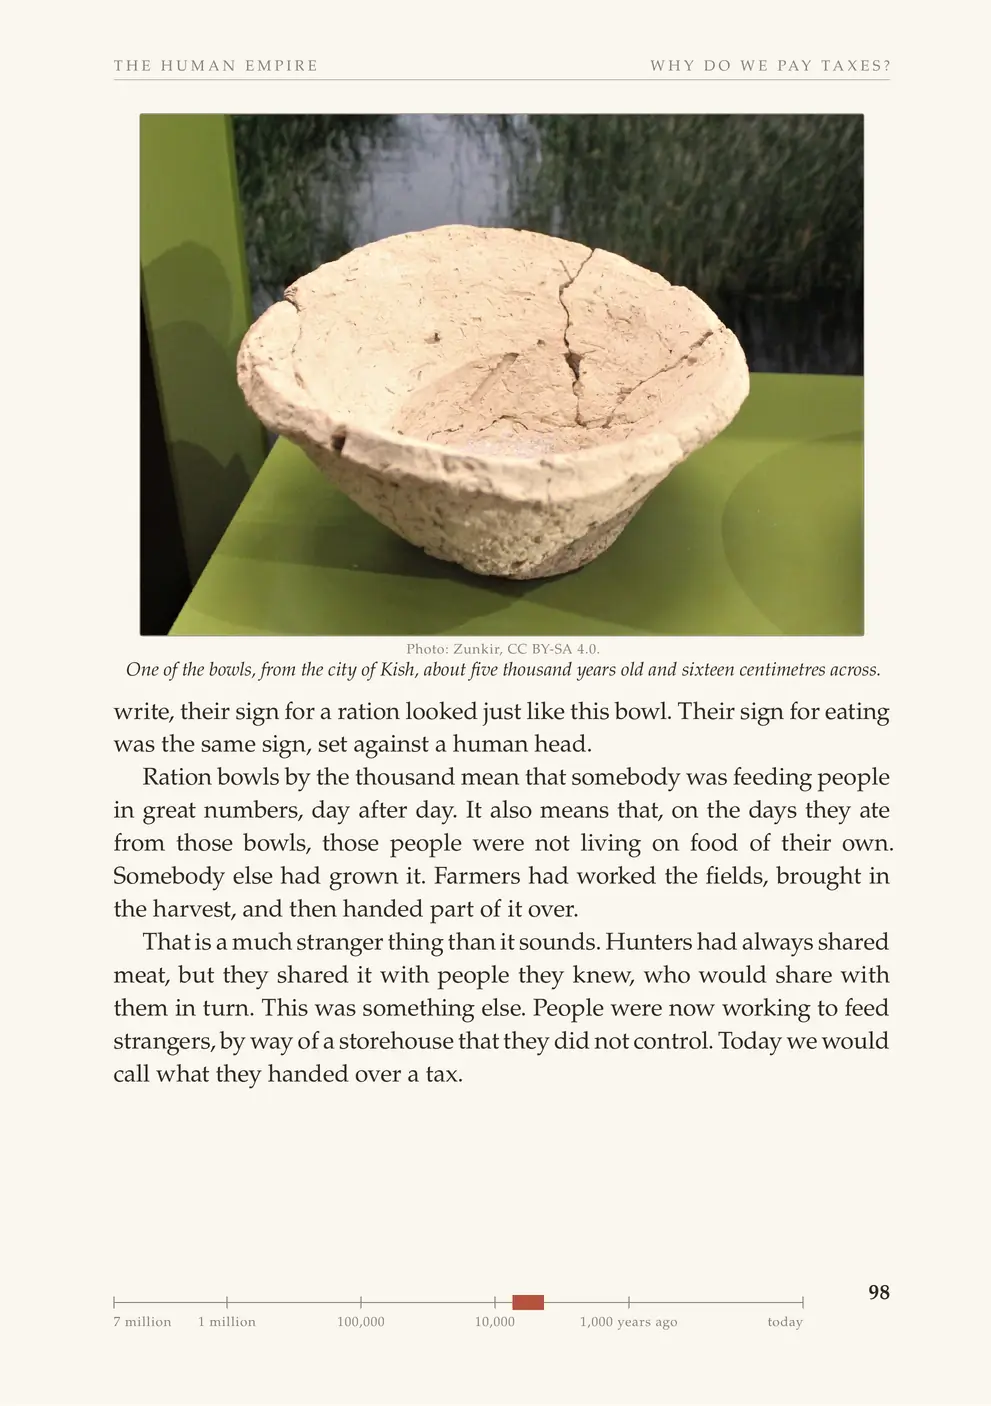 THE HUMAN EMPIRE
WHY DO WE PAY TAXES?
Photo: Zunkir, CC BY-SA 4.0.
One of the bowls, from the city of Kish, about five thousand years old and sixteen centimetres across.
write, their sign for a ration looked just like this bowl. Their sign for eating
was the same sign, set against a human head.
Ration bowls by the thousand mean that somebody was feeding people
in great numbers, day after day. It also means that, on the days they ate
from those bowls, those people were not living on food of their own.
Somebody else had grown it. Farmers had worked the fields, brought in
the harvest, and then handed part of it over.
That is a much stranger thing than it sounds. Hunters had always shared
meat, but they shared it with people they knew, who would share with
them in turn. This was something else. People were now working to feed
strangers, by way of a storehouse that they did not control. Today we would
call what they handed over a tax.
98
7 million 1 million 100,000 10,000 1,000 years ago today